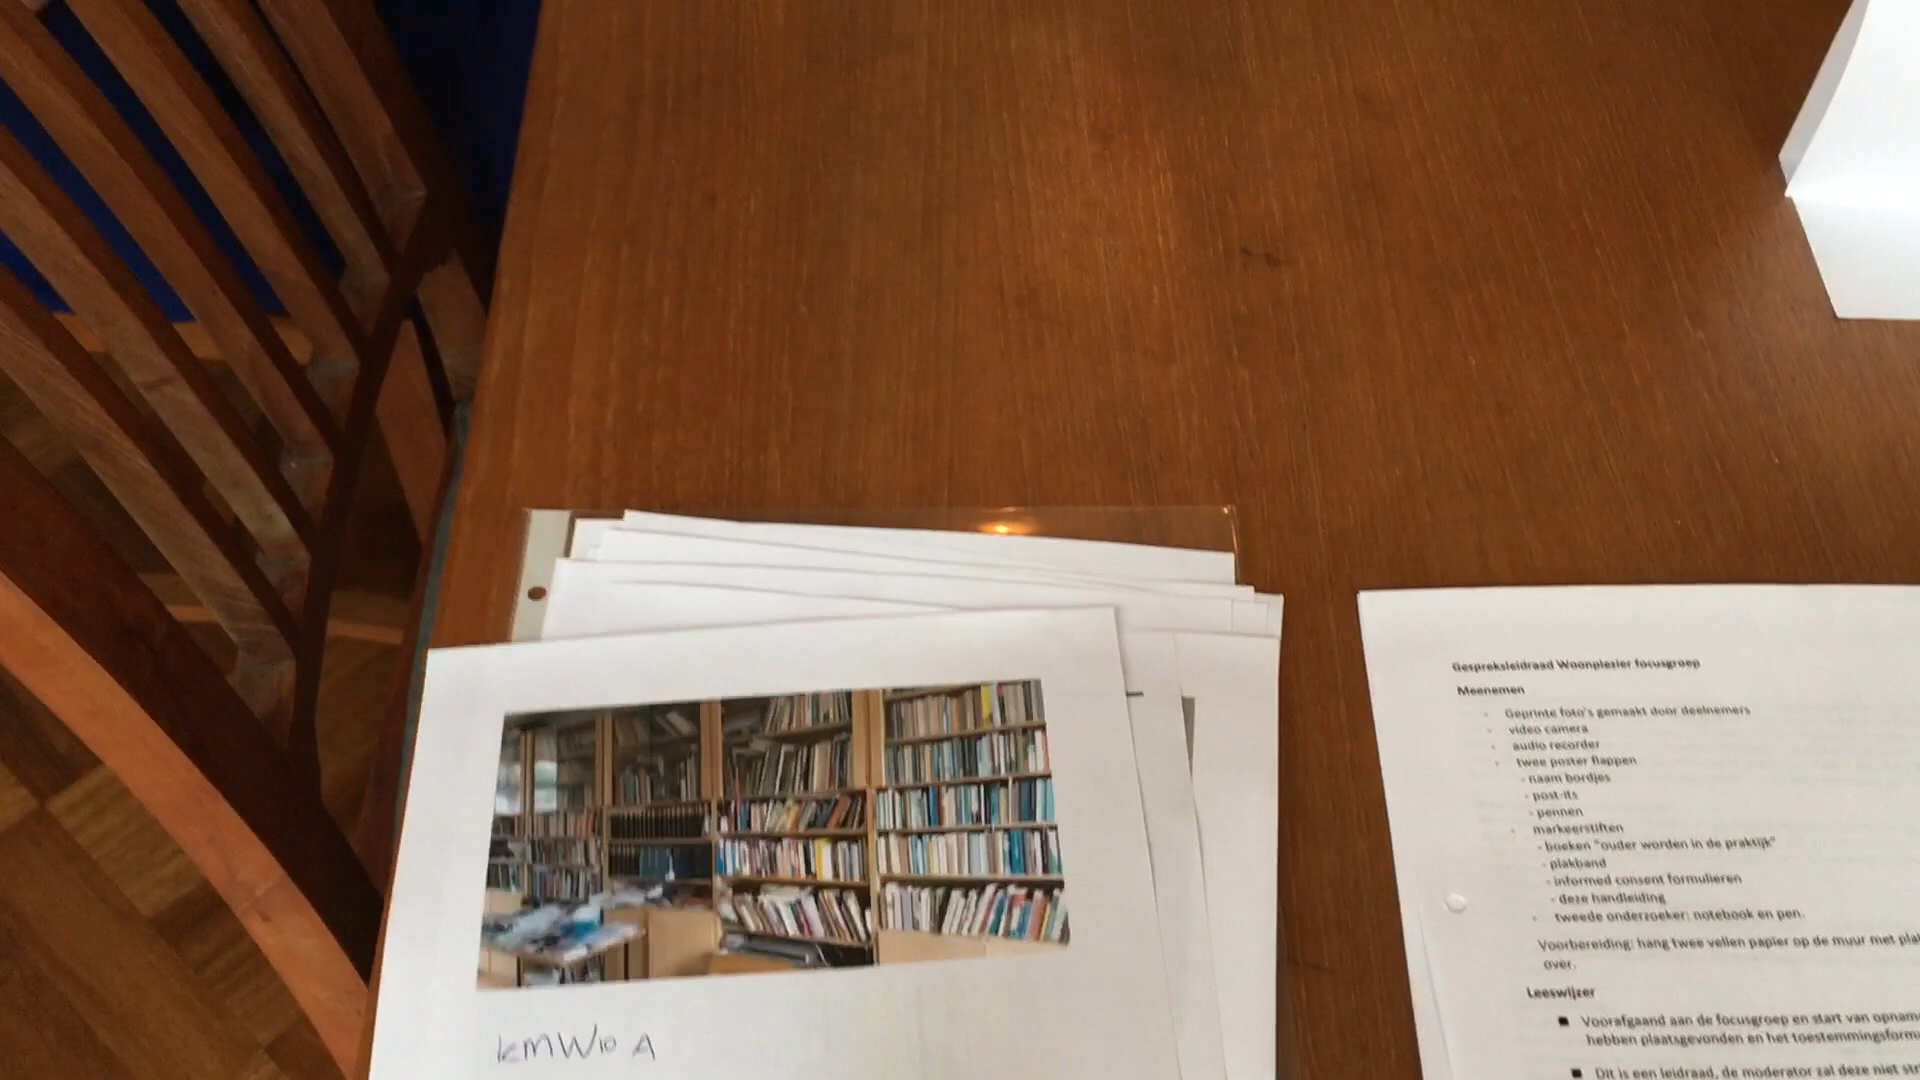 Gespreksleidraad Woonplezier focusgroep
Meenemen
- Geprinte foto's gemaakt door deelnemers
- video camera
- audio recorder
- twee poster flappen
- naam bordjes
- post-its
- pennen
- markeerstiften
- boeken "ouder worden in de praktijk"
- plakband
- informed consent formulieren
- deze handleiding
- tweede onderzoeker: notebook en pen.
Voorbereiding: hang twee vellen papier op de muur met
over.
Leeswijzer
■ Voorafgaand aan de focusgroep en start van
hebben plaatsgevonden en het
■ Dit is een leidraad, de moderator zal deze niet
kMW10 A